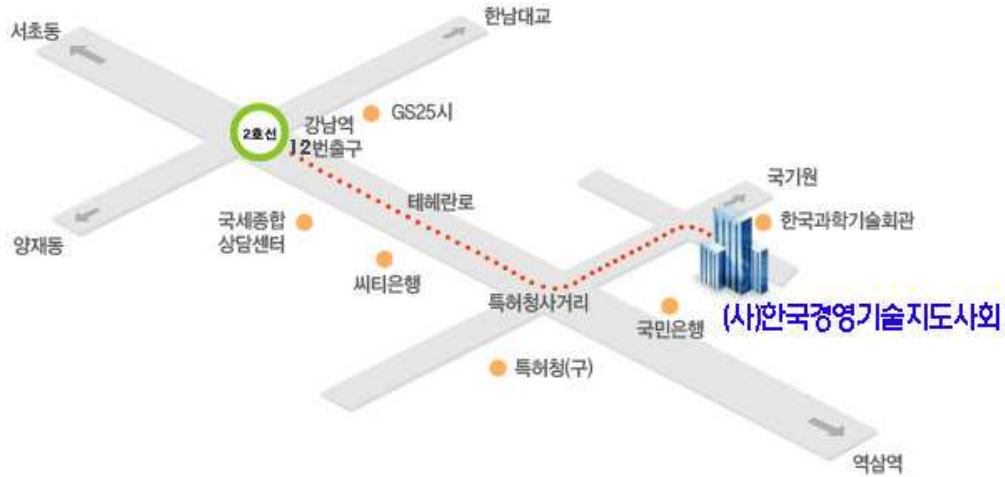 한남대교
서초동
GS25시
2호선
강남역
12번출구
국기원
테헤란로
한국과학기술회관
국세종합
상담센터
양재동
씨티은행
특허청사거리
(사)한국경영기술지도사회
국민은행
특허청(구)
역삼역